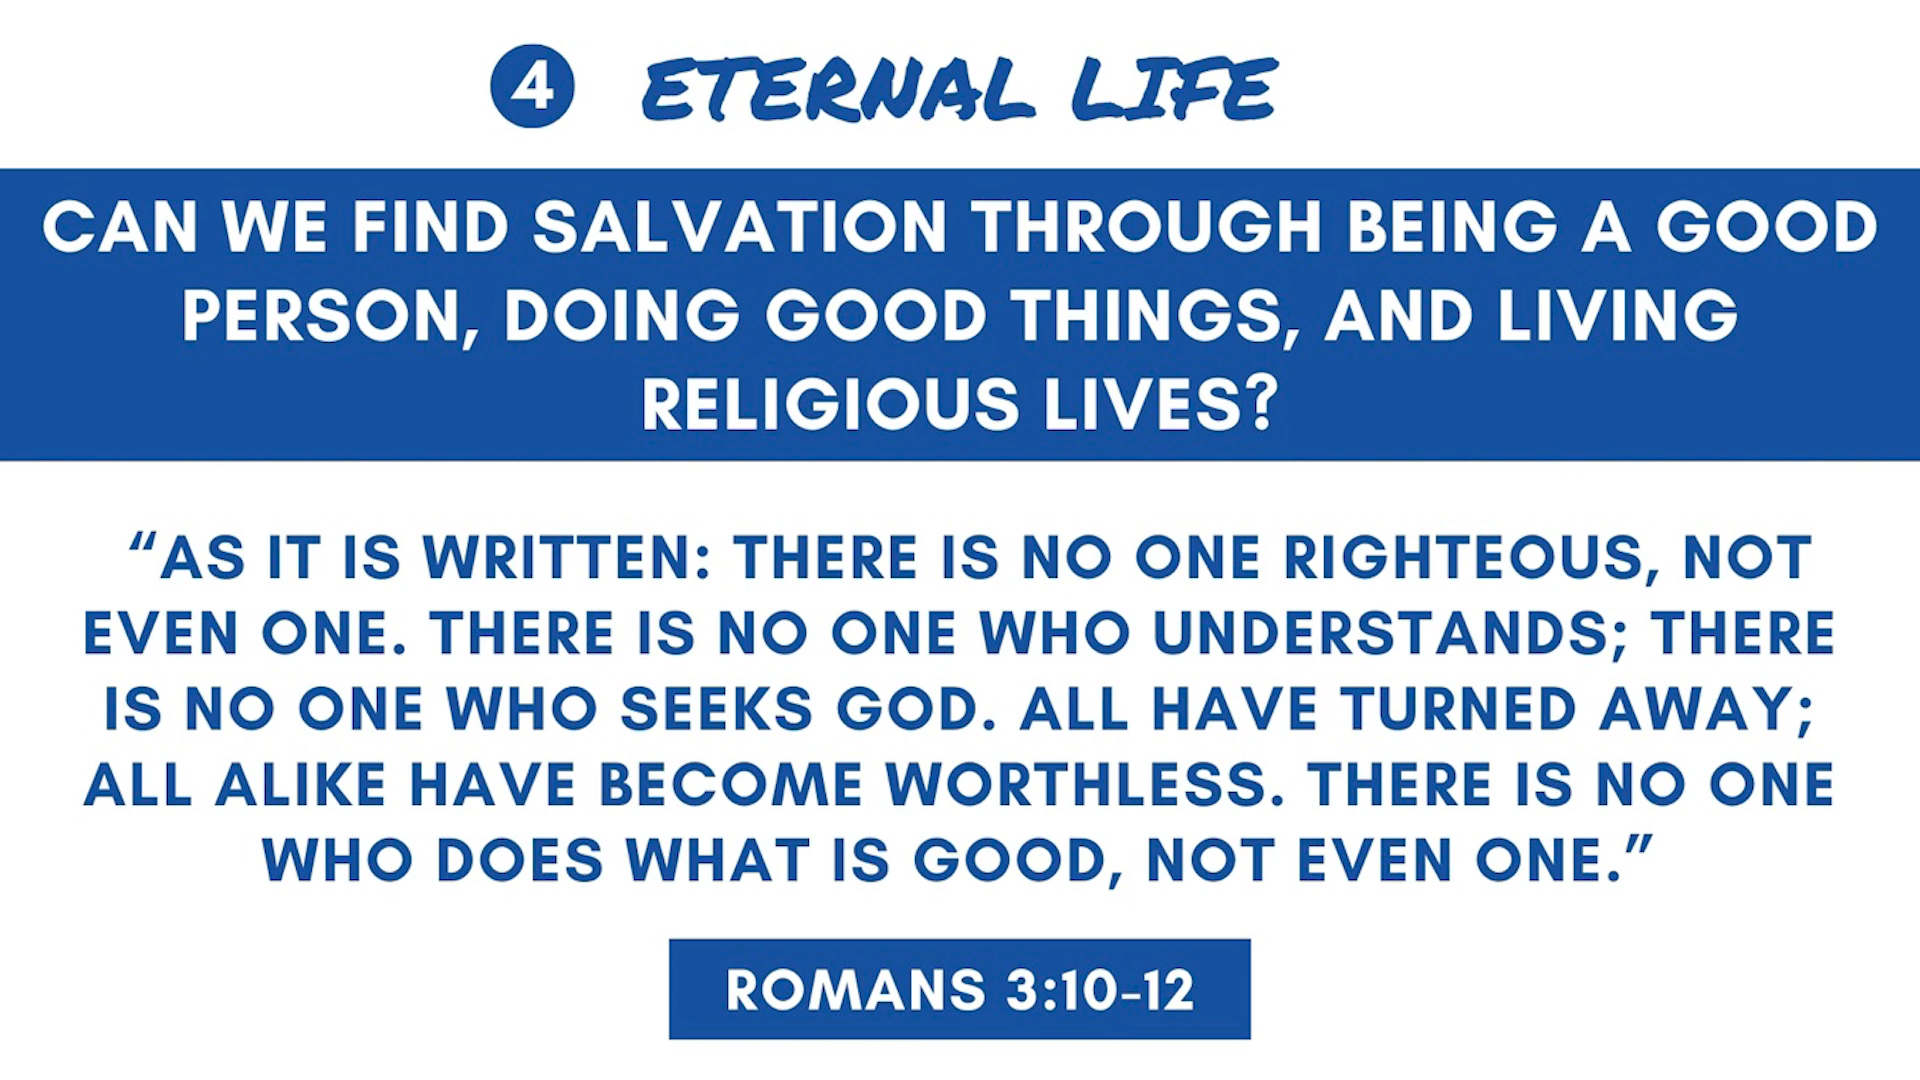 4 ETERNAL LIFE
CAN WE FIND SALVATION THROUGH BEING A GOOD
PERSON, DOING GOOD THINGS, AND LIVING
RELIGIOUS LIVES?
“AS IT IS WRITTEN: THERE IS NO ONE RIGHTEOUS, NOT
EVEN ONE. THERE IS NO ONE WHO UNDERSTANDS; THERE
IS NO ONE WHO SEEKS GOD. ALL HAVE TURNED AWAY;
ALL ALIKE HAVE BECOME WORTHLESS. THERE IS NO ONE
WHO DOES WHAT IS GOOD, NOT EVEN ONE.”
ROMANS 3:10-12